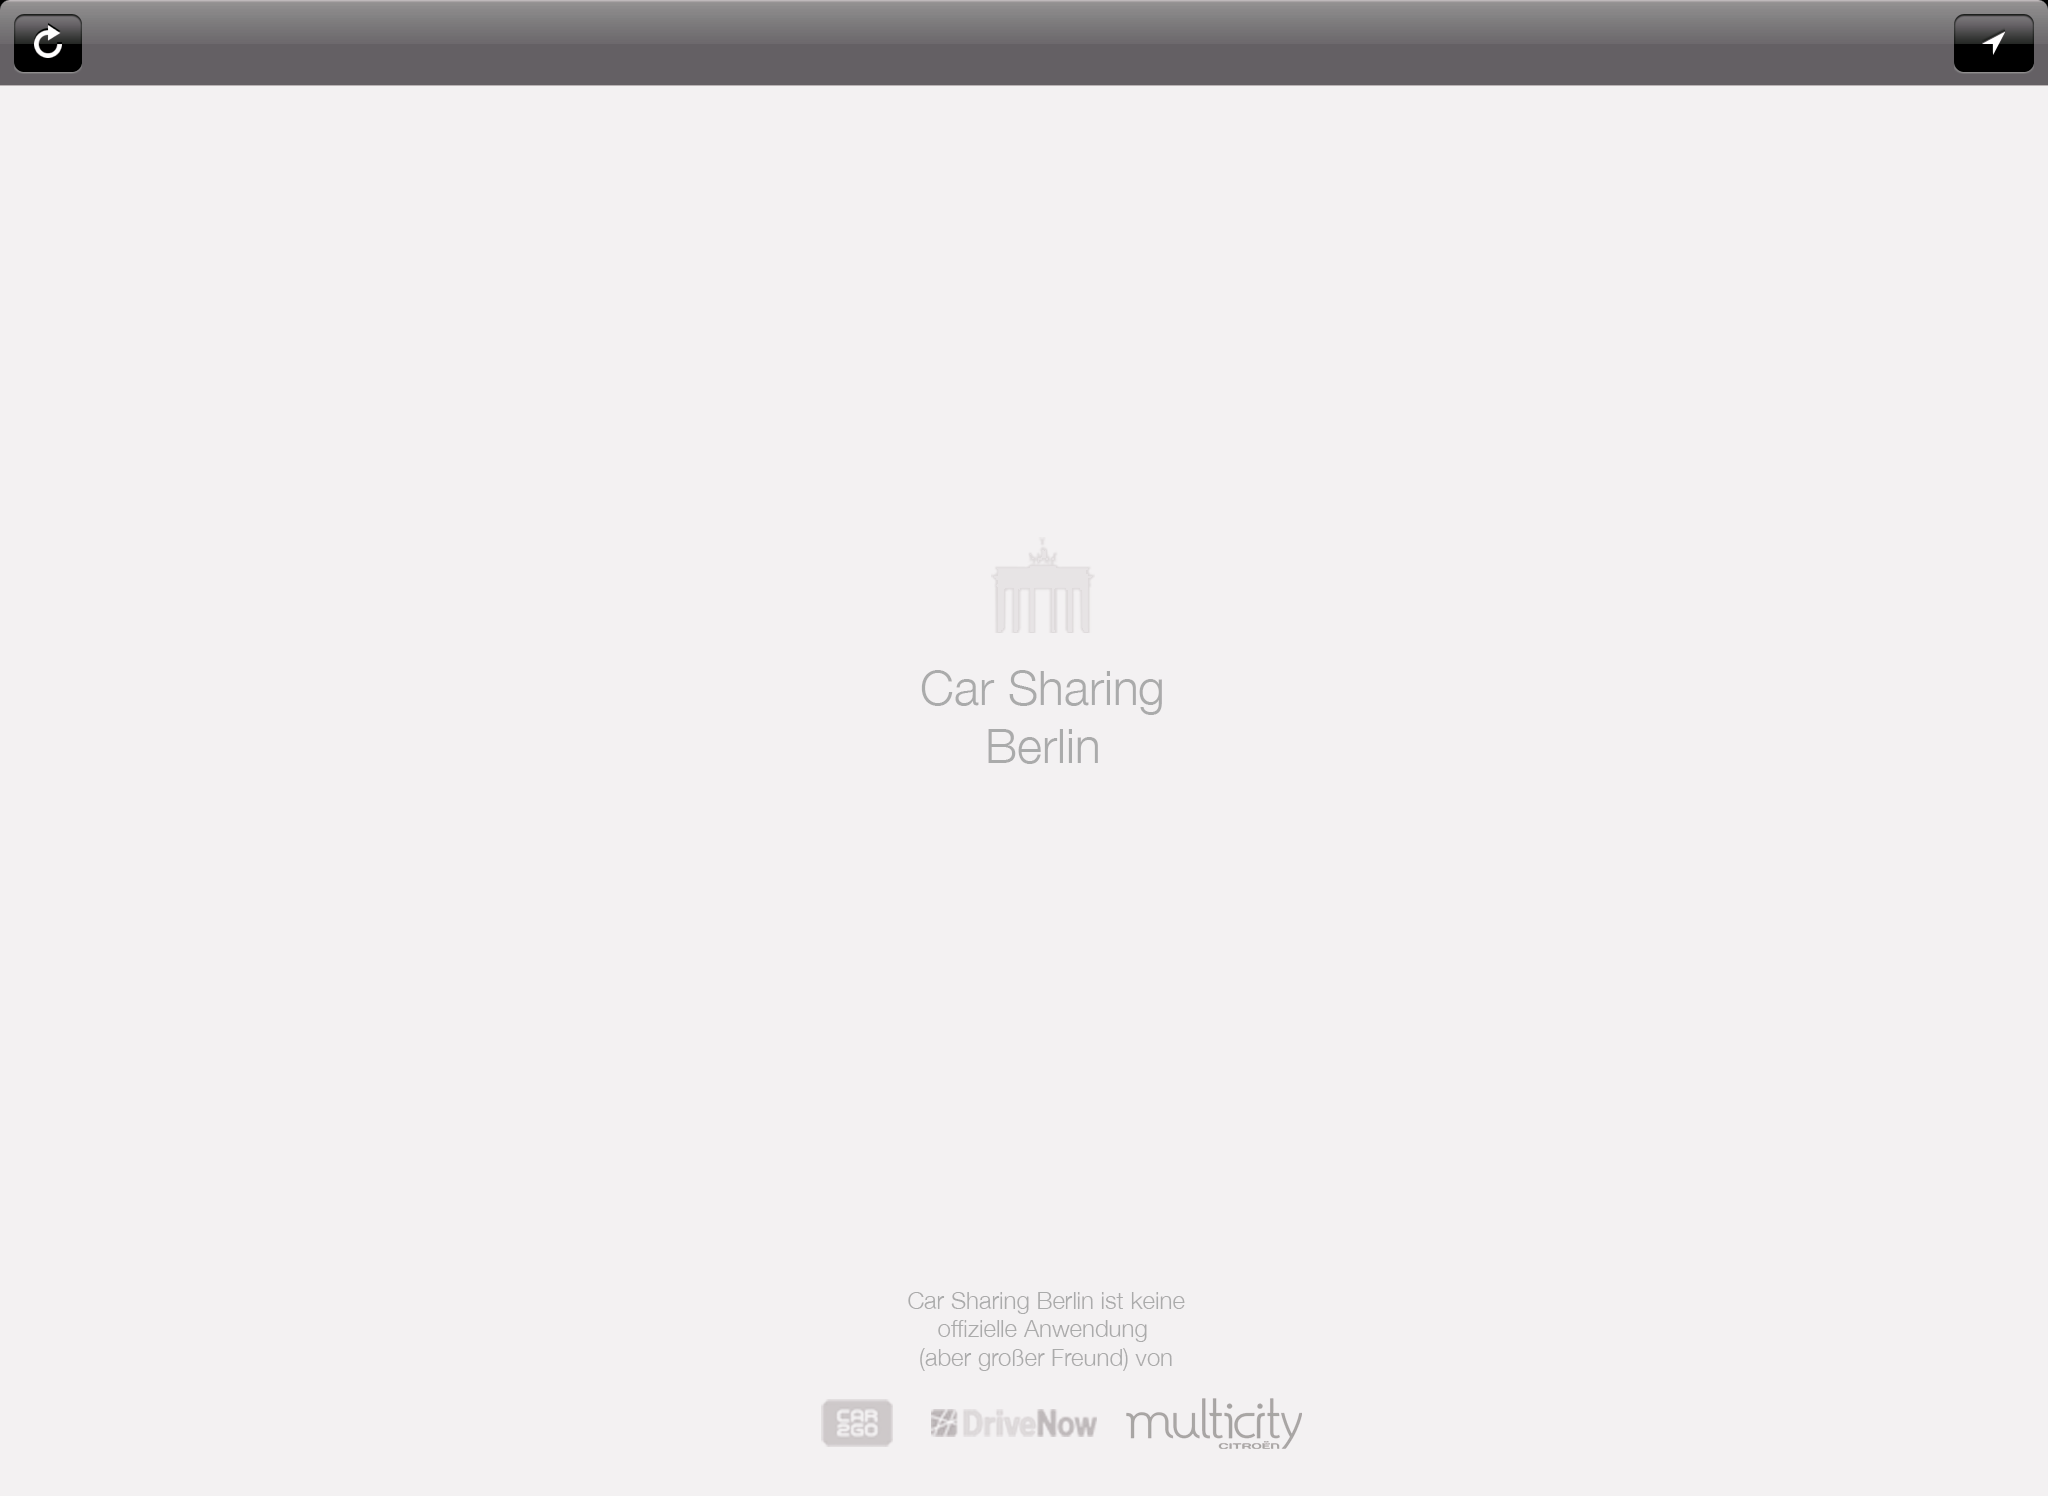 Car Sharing
Berlin
Car Sharing Berlin ist keine
offizielle Anwendung
(aber großer Freund) von
CAR
2GO
DriveNow
multicity
CITROËN